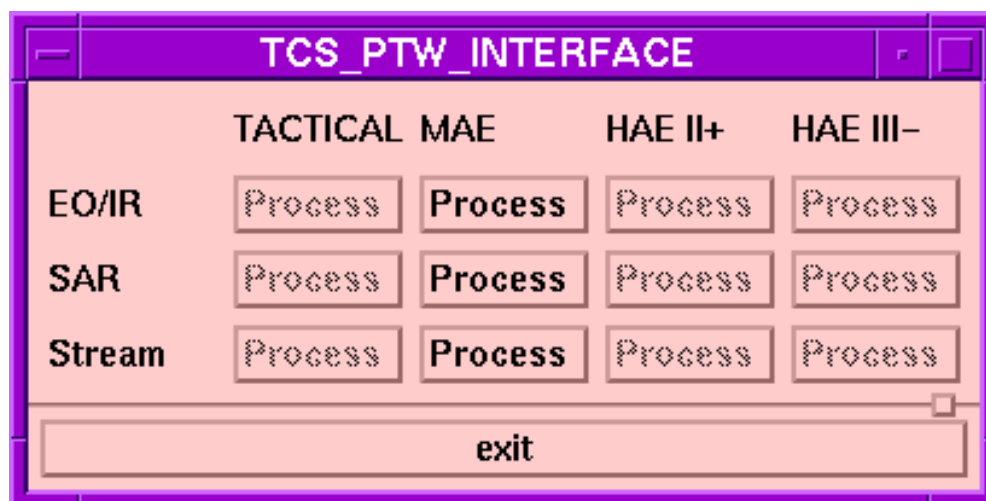 TCS_PTW_INTERFACE
TACTICAL MAE HAE II+ HAE III−
EO/IR Process Process Process Process
SAR Process Process Process Process
Stream Process Process Process Process
exit